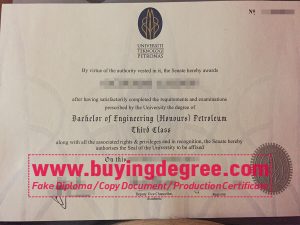 Nº
UNIVERSITI
TEKNOLOGI
PETRONAS
By virtue of the authority vested in it, the Senate hereby awards
after having satisfactorily completed the requirements and examinations
prescribed by the University the degree of
Bachelor of Engineering (Honours) Petroleum
Third Class
along with all the associated rights & privileges and in recognition, the Senate hereby
authorizes the Seal of the University to be affixed
On this
www.buyingdegree.com
Fake Diploma / Copy Document / Production Certificate